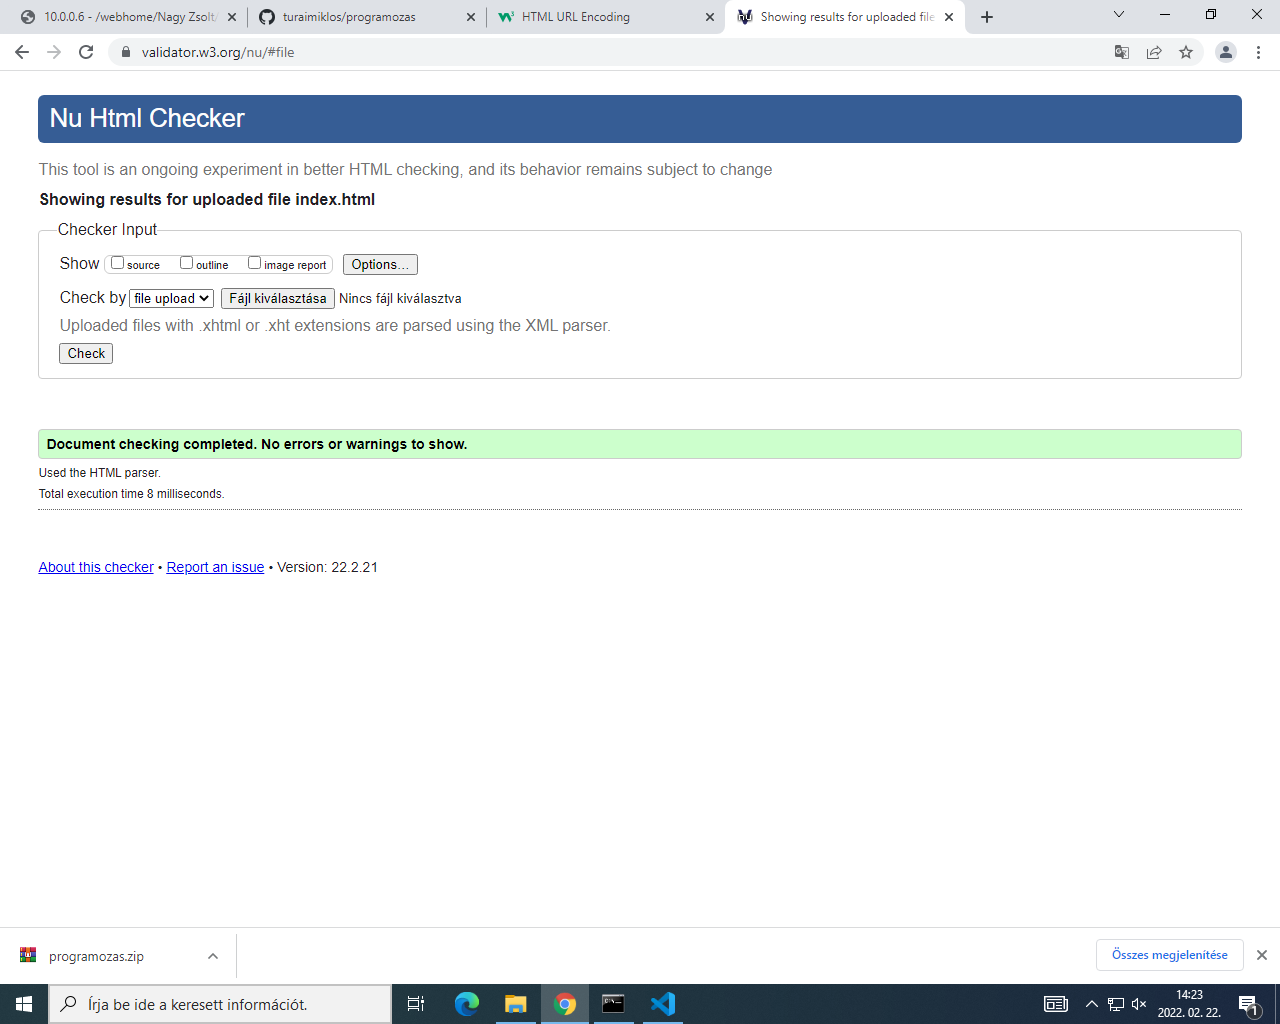 10.0.0.6 - /webhome/Nagy Zsolt/
turaimiklos/programozas
HTML URL Encoding
Showing results for uploaded file
validator.w3.org/nu/#file
Nu Html Checker
This tool is an ongoing experiment in better HTML checking, and its behavior remains subject to change
Showing results for uploaded file index.html
Checker Input
Show source outline image report Options...
Check by file upload Fájl kiválasztása Nincs fájl kiválasztva
Uploaded files with .xhtml or .xht extensions are parsed using the XML parser.
Check
Document checking completed. No errors or warnings to show.
Used the HTML parser.
Total execution time 8 milliseconds.
About this checker • Report an issue • Version: 22.2.21
programozas.zip
Összes megjelenítése
Írja be ide a keresett információt.
14:23
2022. 02. 22.
1